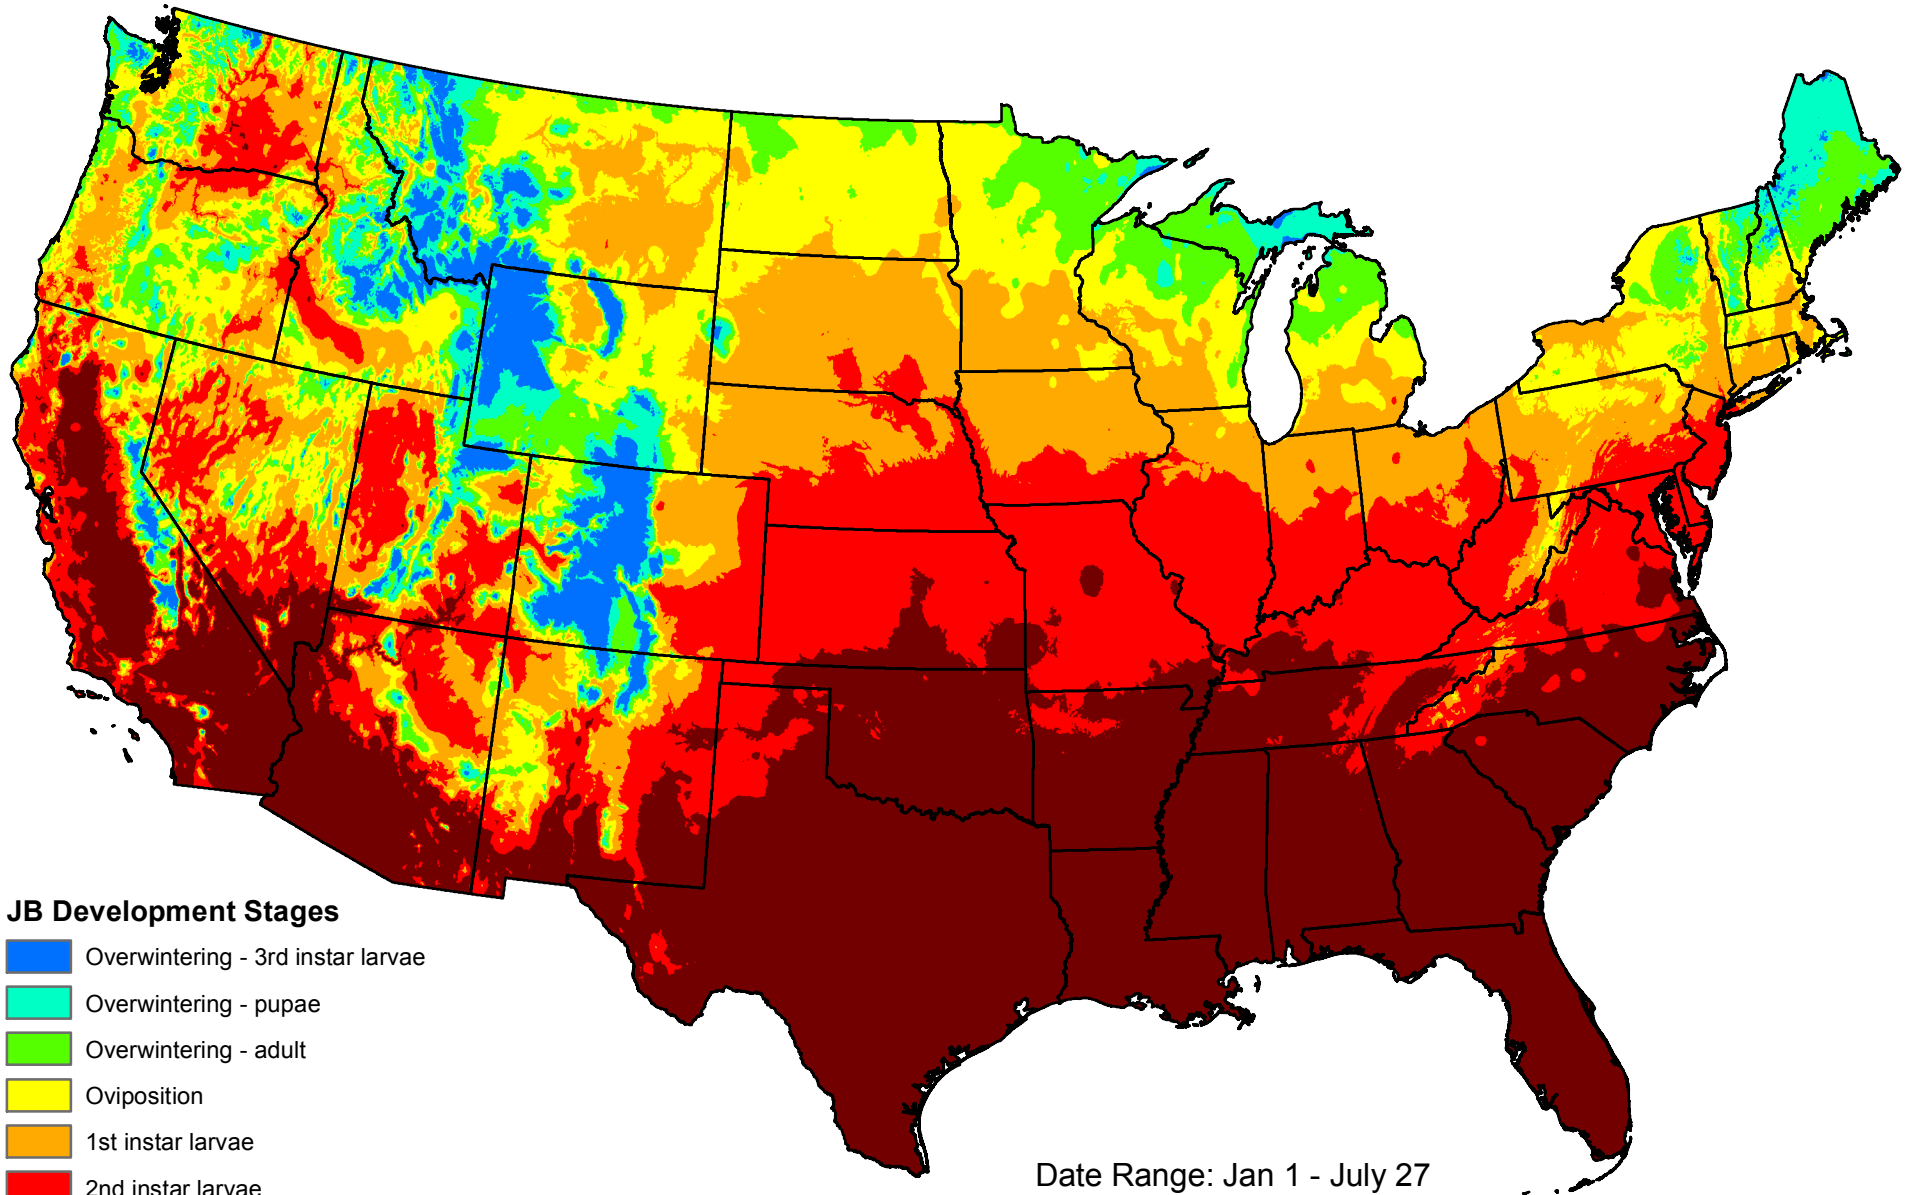 JB Development Stages
Overwintering - 3rd instar larvae
Overwintering - pupae
Overwintering - adult
Oviposition
1st instar larvae
2nd instar larvae
Date Range: Jan 1 - July 27